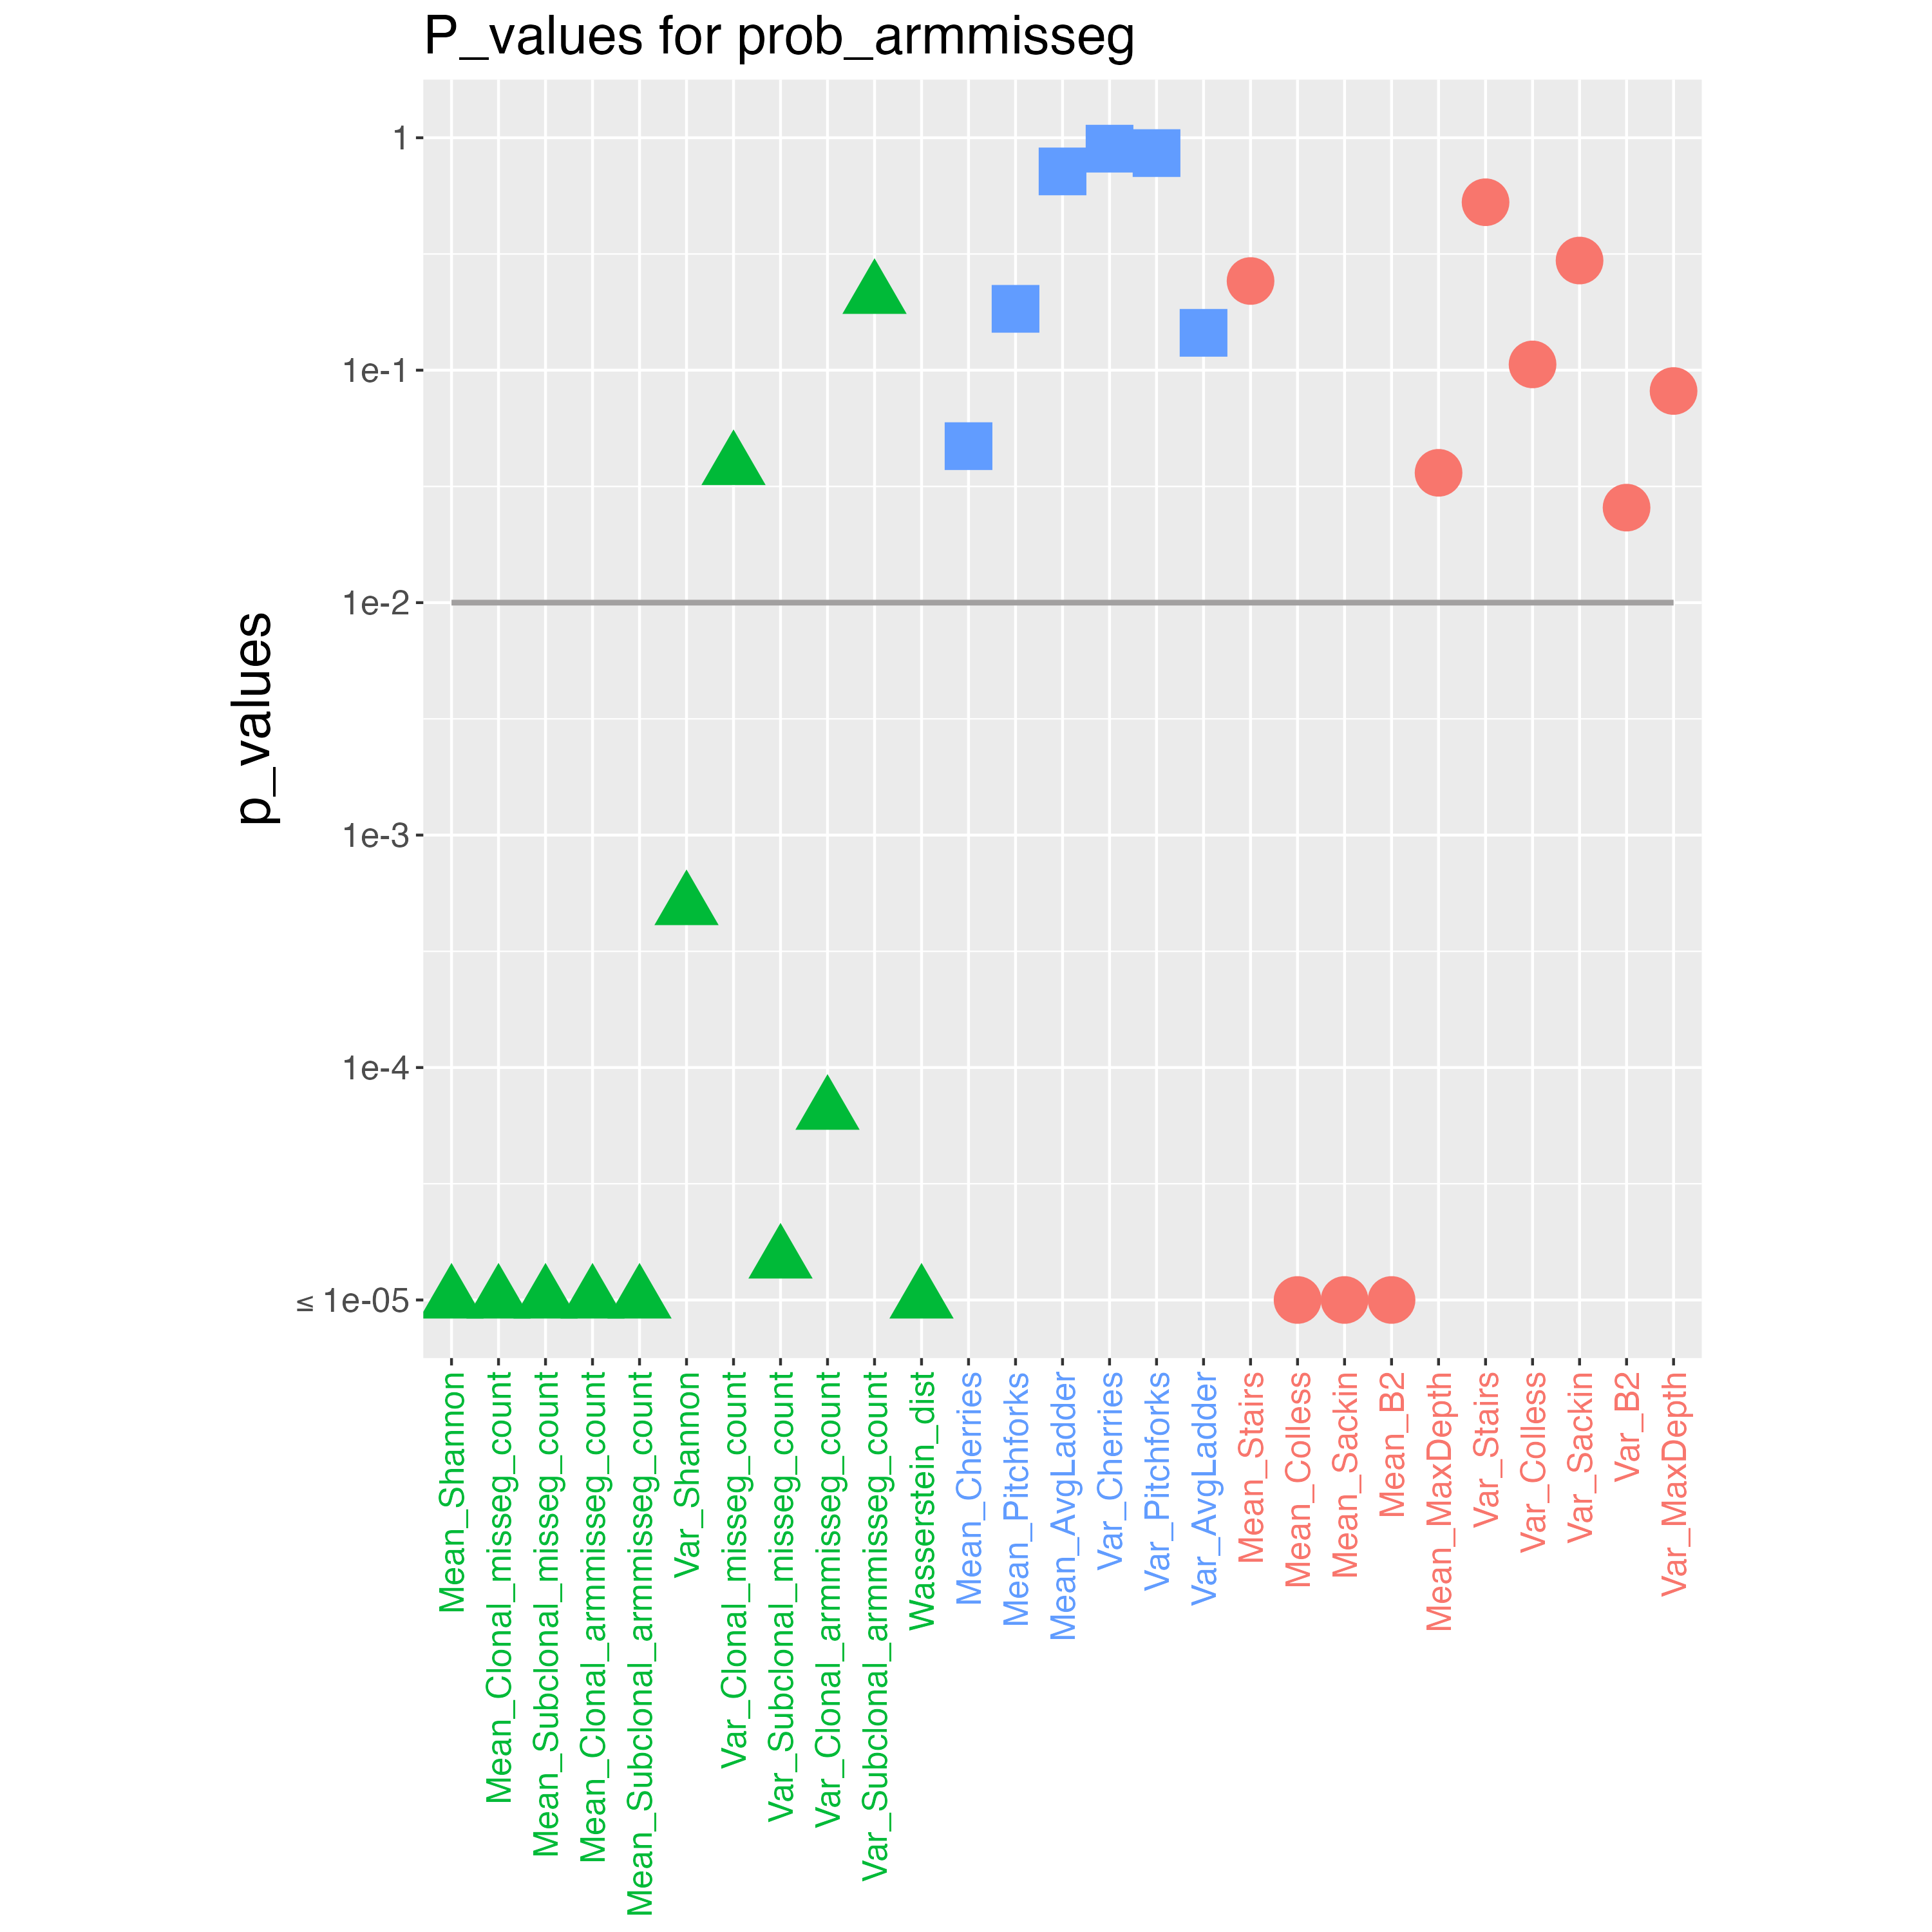 P_values for prob_armmisseg
p_values
1
1e-1
1e-2
1e-3
1e-4
≤ 1e-05
Mean_Shannon
Mean_Clonal_misseg_count
Mean_Subclonal_misseg_count
Mean_Clonal_armmisseg_count
Mean_Subclonal_armmisseg_count
Var_Shannon
Var_Clonal_misseg_count
Var_Subclonal_misseg_count
Var_Clonal_armmisseg_count
Var_Subclonal_armmisseg_count
Wasserstein_dist
Mean_Cherries
Mean_Pitchforks
Mean_AvgLadder
Var_Cherries
Var_Pitchforks
Var_AvgLadder
Mean_Stairs
Mean_Colless
Mean_Sackin
Mean_B2
Mean_MaxDepth
Var_Stairs
Var_Colless
Var_Sackin
Var_B2
Var_MaxDepth